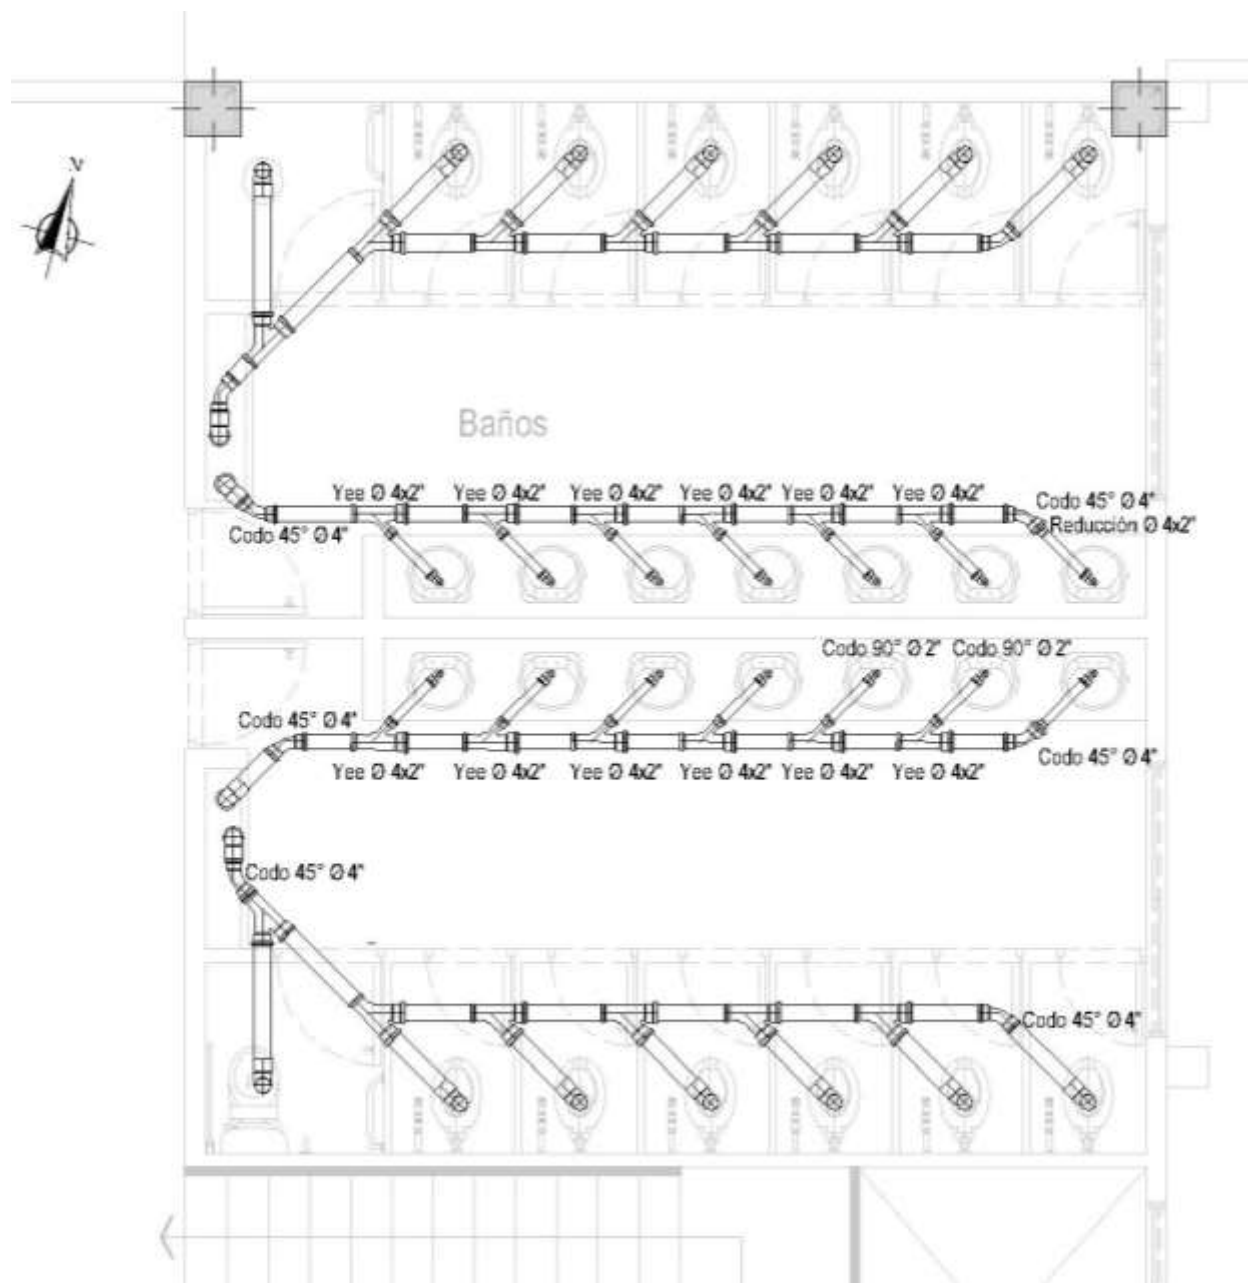 N
Baños
Yee Ø 4x2" Yee Ø 4x2" Yee Ø 4x2" Yee Ø 4x2" Yee Ø 4x2" Yee Ø 4x2" Codo 45° Ø 4"
Codo 45° Ø 4" Reducción Ø 4x2"
Codo 90° Ø 2" Codo 90° Ø 2"
Codo 45° Ø 4"
Codo 45° Ø 4"
Yee Ø 4x2" Yee Ø 4x2" Yee Ø 4x2" Yee Ø 4x2" Yee Ø 4x2" Yee Ø 4x2"
Codo 45° Ø 4"
Codo 45° Ø 4"